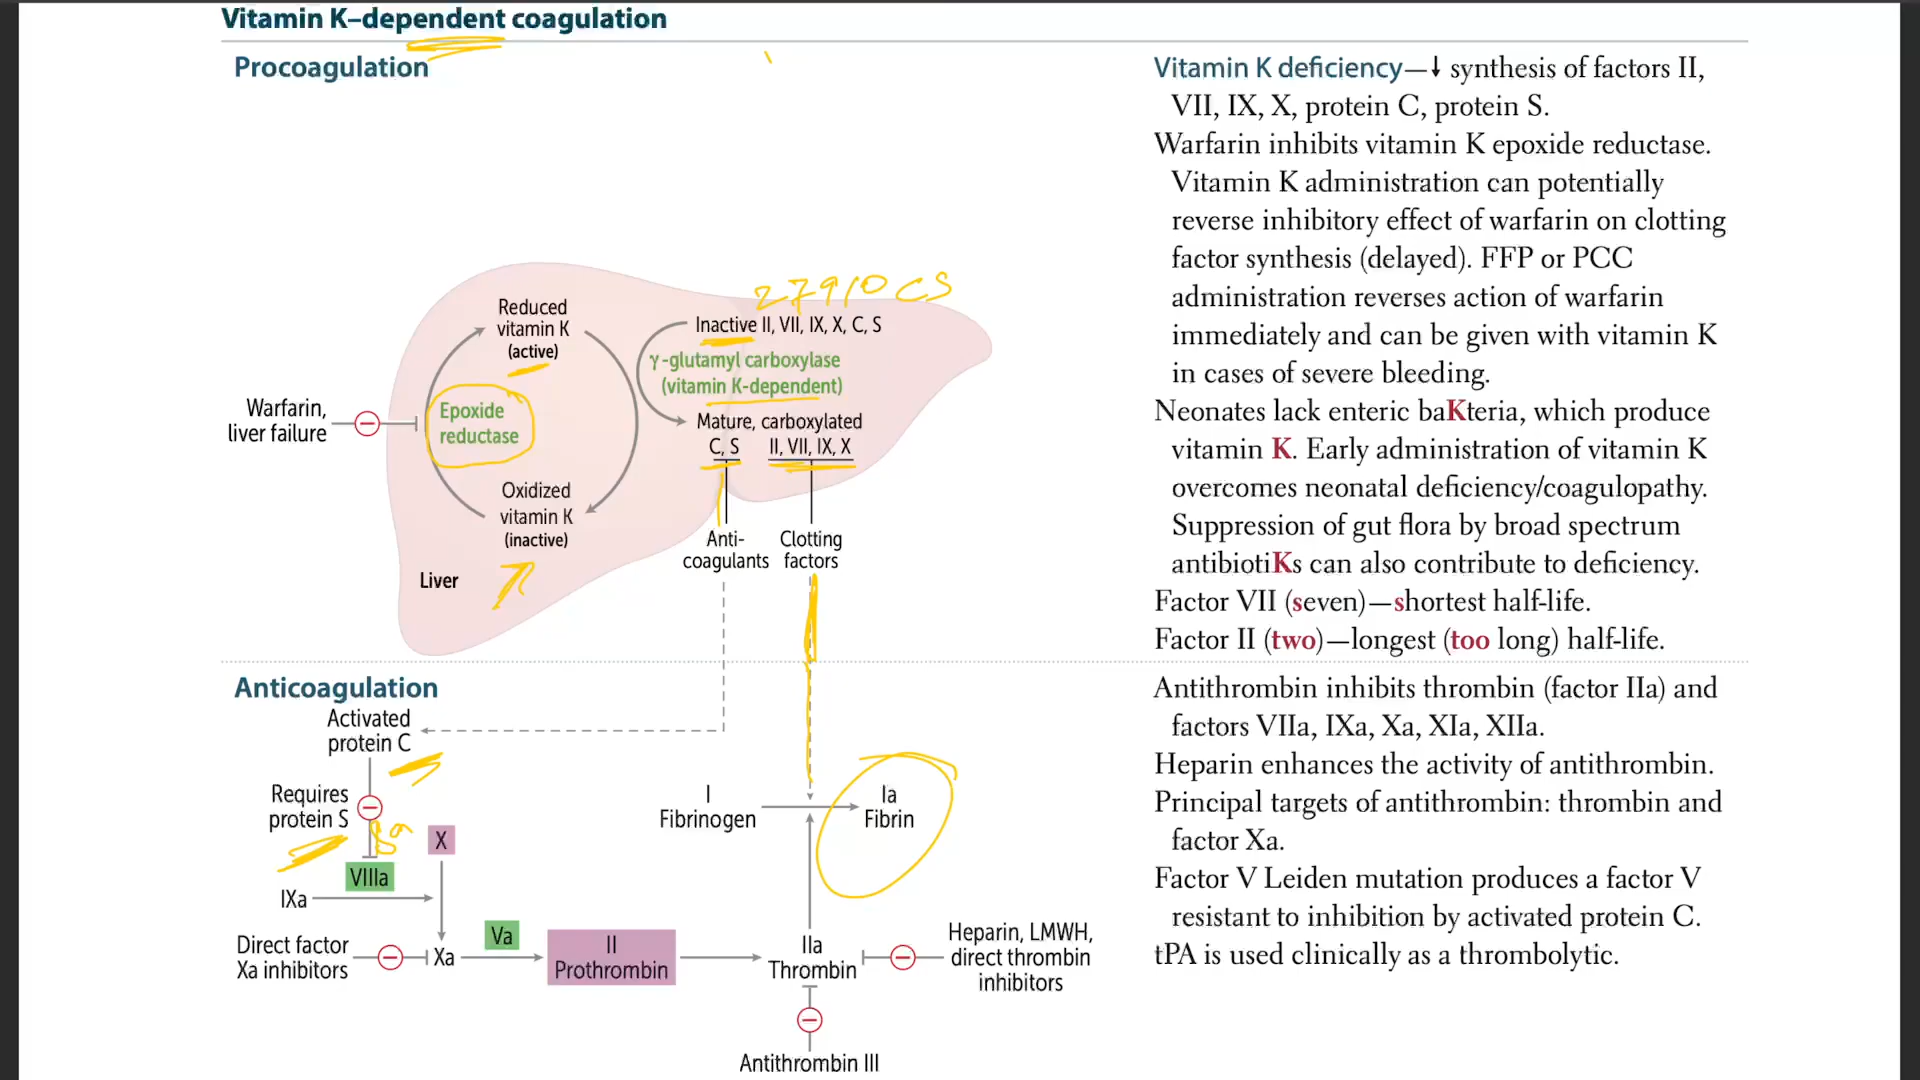 Vitamin K–dependent coagulation
Procoagulation
Vitamin K deficiency—↓ synthesis of factors II,
VII, IX, X, protein C, protein S.
Warfarin inhibits vitamin K epoxide reductase.
Vitamin K administration can potentially
reverse inhibitory effect of warfarin on clotting
factor synthesis (delayed). FFP or PCC
administration reverses action of warfarin
immediately and can be given with vitamin K
in cases of severe bleeding.
Neonates lack enteric baKteria, which produce
vitamin K. Early administration of vitamin K
overcomes neonatal deficiency/coagulopathy.
Suppression of gut flora by broad spectrum
antibiotiKs can also contribute to deficiency.
Factor VII (seven)—shortest half-life.
Factor II (two)—longest (too long) half-life.
27910 CS
Reduced
vitamin K
(active)
Inactive II, VII, IX, X, C, S
γ-glutamyl carboxylase
(vitamin K-dependent)
Warfarin,
liver failure
Epoxide
reductase
Mature, carboxylated
C, S
II, VII, IX, X
Oxidized
vitamin K
(inactive)
Anti-
coagulants
Clotting
factors
Liver
Anticoagulation
Activated
protein C
Requires
protein S
X
VIIIa
IXa
I
Fibrinogen
Ia
Fibrin
Direct factor
Xa inhibitors
Xa
Va
II
Prothrombin
IIa
Thrombin
Heparin, LMWH,
direct thrombin
inhibitors
Antithrombin III
Antithrombin inhibits thrombin (factor IIa) and
factors VIIa, IXa, Xa, XIa, XIIa.
Heparin enhances the activity of antithrombin.
Principal targets of antithrombin: thrombin and
factor Xa.
Factor V Leiden mutation produces a factor V
resistant to inhibition by activated protein C.
tPA is used clinically as a thrombolytic.